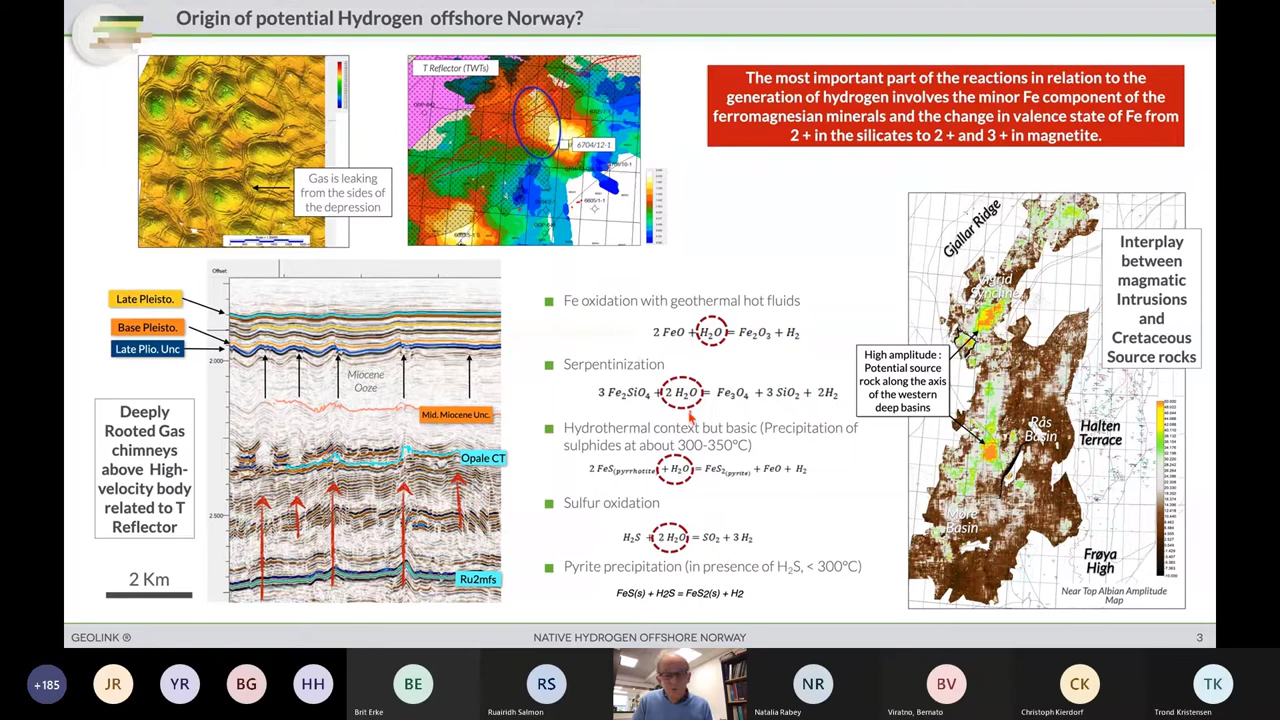 Origin of potential Hydrogen offshore Norway?
Gas is leaking
from the sides of
the depression
T Reflector (TWTs)
6704/12-1
The most important part of the reactions in relation to the
generation of hydrogen involves the minor Fe component of the
ferromagnesian minerals and the change in valence state of Fe from
2 + in the silicates to 2 + and 3 + in magnetite.
Offset
Late Pleisto.
Base Pleisto.
Late Plio. Unc
2.000
Miocene
Ooze
Mid. Miocene Unc.
Opale CT
2.500
Ru2mfs
Deeply
Rooted Gas
chimneys
above High-
velocity body
related to T
Reflector
2 Km
Fe oxidation with geothermal hot fluids
2 FeO + H₂O = Fe₂O₃ + H₂
Serpentinization
3 Fe₂SiO₄ + 2 H₂O = Fe₃O₄ + 3 SiO₂ + 2H₂
Hydrothermal context but basic (Precipitation of
sulphides at about 300-350°C)
2 FeS(pyrrhotite) + H₂O = FeS₂(pyrite) + FeO + H₂
Sulfur oxidation
H₂S + 2 H₂O = SO₂ + 3 H₂
Pyrite precipitation (in presence of H₂S, < 300°C)
FeS(s) + H2S = FeS2(s) + H2
Gjallar Ridge
Vigrid
Syncline
Interplay
between
magmatic
Intrusions
and
Cretaceous
Source rocks
High amplitude :
Potential source
rock along the axis
of the western
deep basins
Rås
Basin
Halten
Terrace
Møre
Basin
Frøya
High
Near Top Albian Amplitude
Map
GEOLINK ®
NATIVE HYDROGEN OFFSHORE NORWAY
3
+185
JR
YR
BG
HH
BE
Brit Erke
RS
Ruairidh Salmon
NR
Natalia Rabey
BV
Viratno, Bernato
CK
Christoph Kierdorf
TK
Trond Kristensen